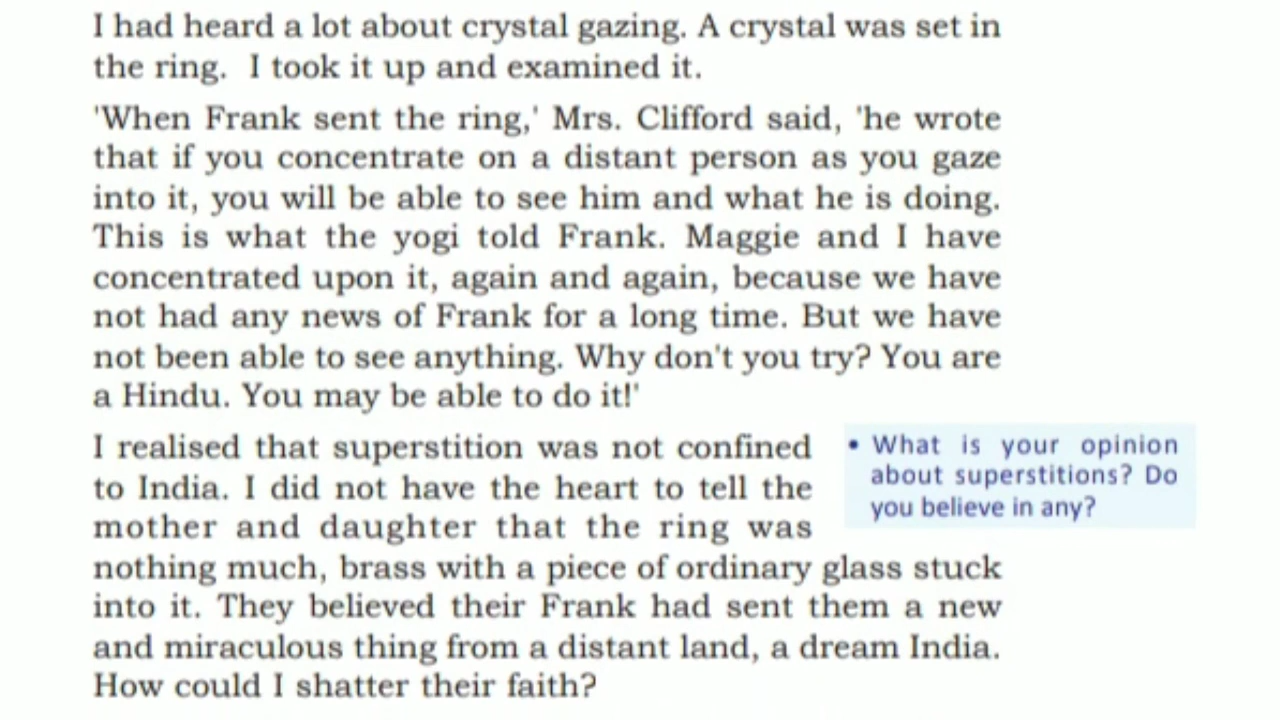 I had heard a lot about crystal gazing. A crystal was set in
the ring.  I took it up and examined it.
'When Frank sent the ring,' Mrs. Clifford said, 'he wrote
that if you concentrate on a distant person as you gaze
into it, you will be able to see him and what he is doing.
This is what the yogi told Frank. Maggie and I have
concentrated upon it, again and again, because we have
not had any news of Frank for a long time. But we have
not been able to see anything. Why don't you try? You are
a Hindu. You may be able to do it!'
I realised that superstition was not confined
to India. I did not have the heart to tell the
mother and daughter that the ring was
nothing much, brass with a piece of ordinary glass stuck
into it. They believed their Frank had sent them a new
and miraculous thing from a distant land, a dream India.
How could I shatter their faith?
• What is your opinion
about superstitions? Do
you believe in any?